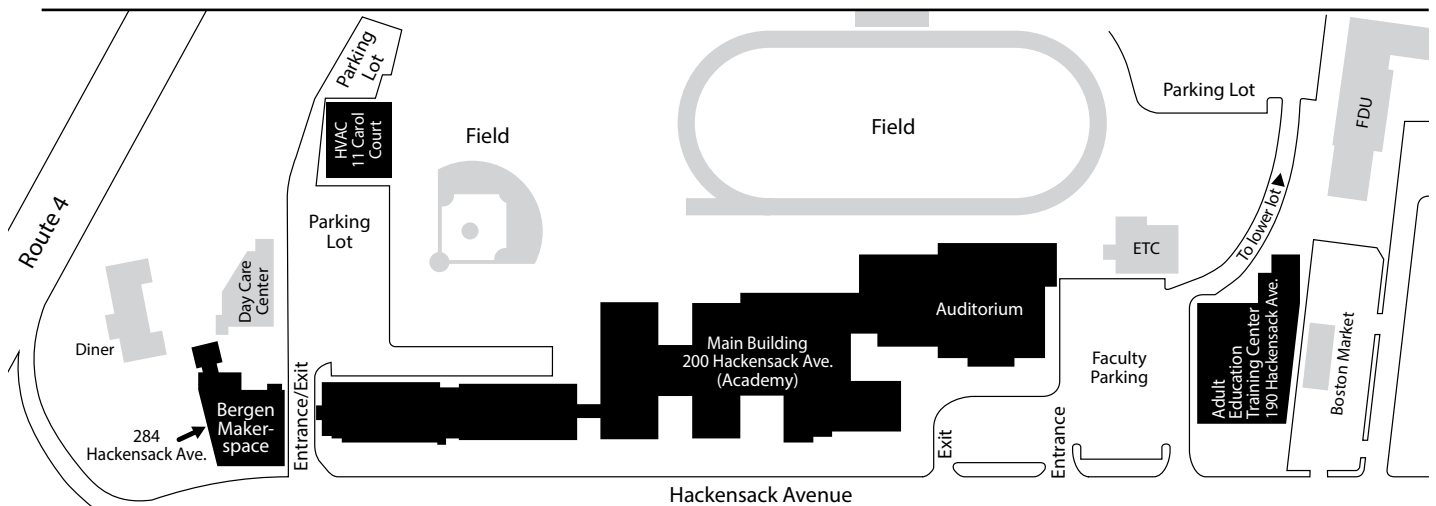 Parking
Lot
HVAC
11 Carol
Court
Field
Field
Parking Lot
FDU
Route 4
Parking
Lot
Day Care
Center
Diner
ETC
To lower lot
Auditorium
Main Building
200 Hackensack Ave.
(Academy)
Faculty
Parking
Adult
Education
Training Center
190 Hackensack Ave.
Boston Market
Bergen
Maker-
space
284
Hackensack Ave.
Entrance/Exit
Exit
Entrance
Hackensack Avenue